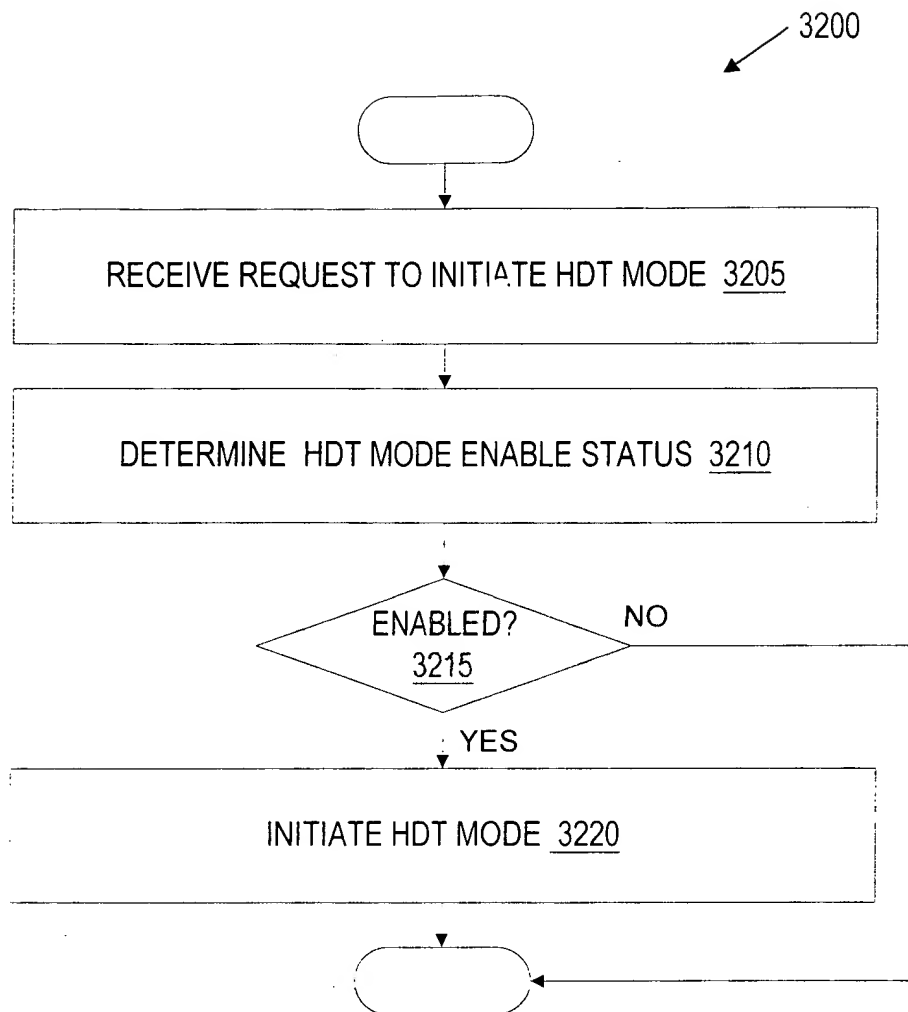 3200
RECEIVE REQUEST TO INITIATE HDT MODE 3205
DETERMINE HDT MODE ENABLE STATUS 3210
ENABLED?
3215
NO
YES
INITIATE HDT MODE 3220